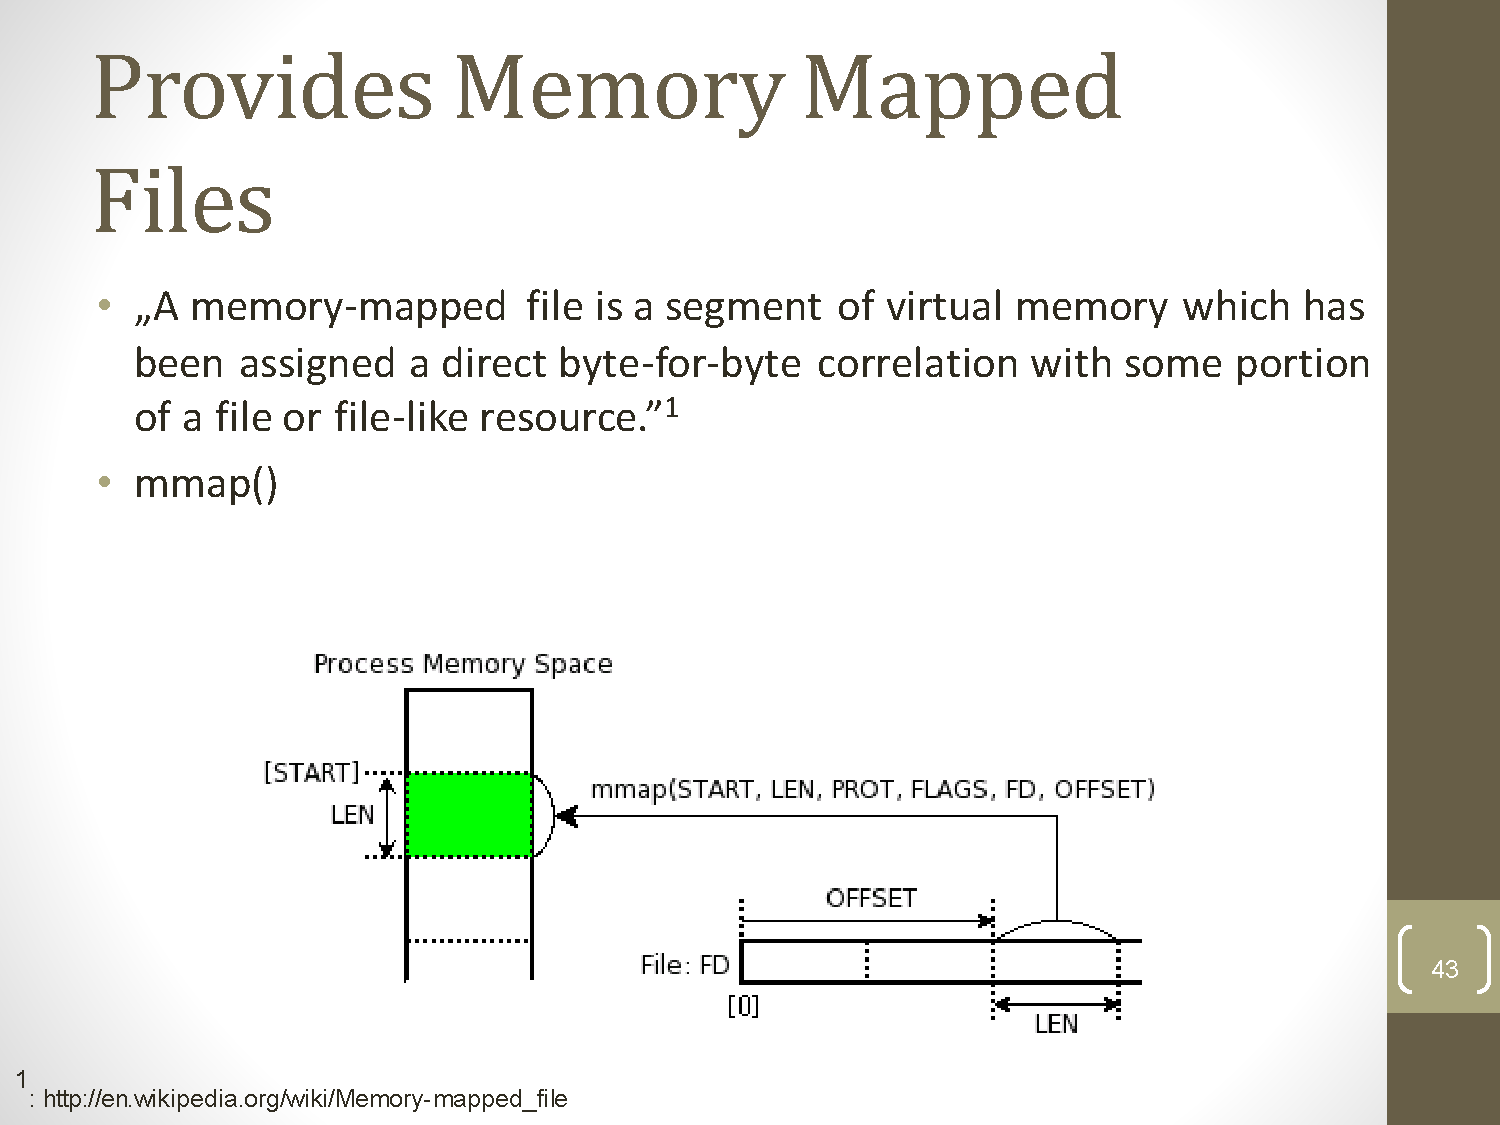 Provides Memory Mapped
Files
• „A memory-mapped file is a segment of virtual memory which has
been assigned a direct byte-for-byte correlation with some portion
of a file or file-like resource.”1
• mmap()
Process Memory Space
[START]
LEN
mmap(START, LEN, PROT, FLAGS, FD, OFFSET)
OFFSET
File: FD
[0]
LEN
43
1
: http://en.wikipedia.org/wiki/Memory-mapped_file